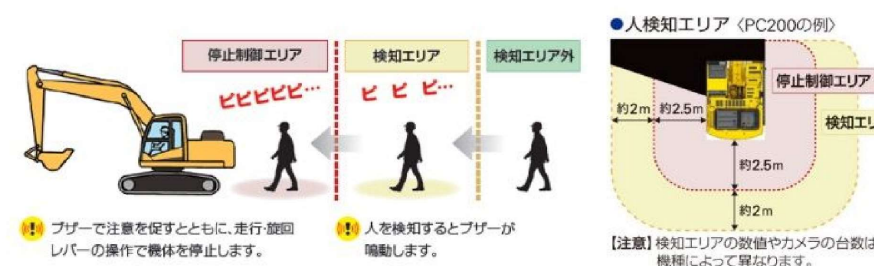 停止制御エリア
検知エリア
検知エリア外
ピピピピピ…
ピ ピ ピ…
ブザーで注意を促すとともに、走行・旋回
レバーの操作で機体を停止します。
人を検知するとブザーが
鳴動します。
●人検知エリア〈PC200の例〉
停止制御エリア
検知エリ
約2m
約2.5m
約2.5m
約2m
【注意】検知エリアの数値やカメラの台数は
機種によって異なります。